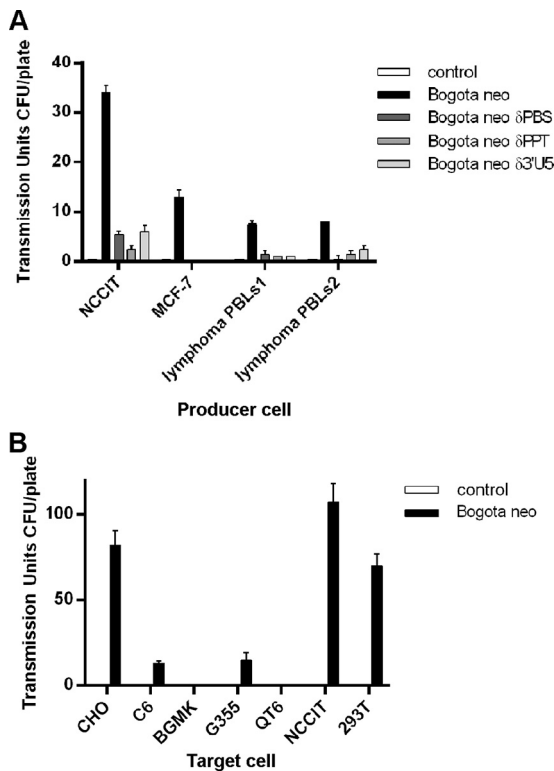 A
Transmission Units CFU/plate
40
30
20
10
0
NCCIT
MCF-7
lymphoma PBLs1
lymphoma PBLs2
Producer cell
control
Bogota neo
Bogota neo δPBS
Bogota neo δPPT
Bogota neo δ3'U5
B
Transmission Units CFU/plate
100
50
0
CHO
C6
BGMK
G355
QT6
NCCIT
293T
Target cell
control
Bogota neo